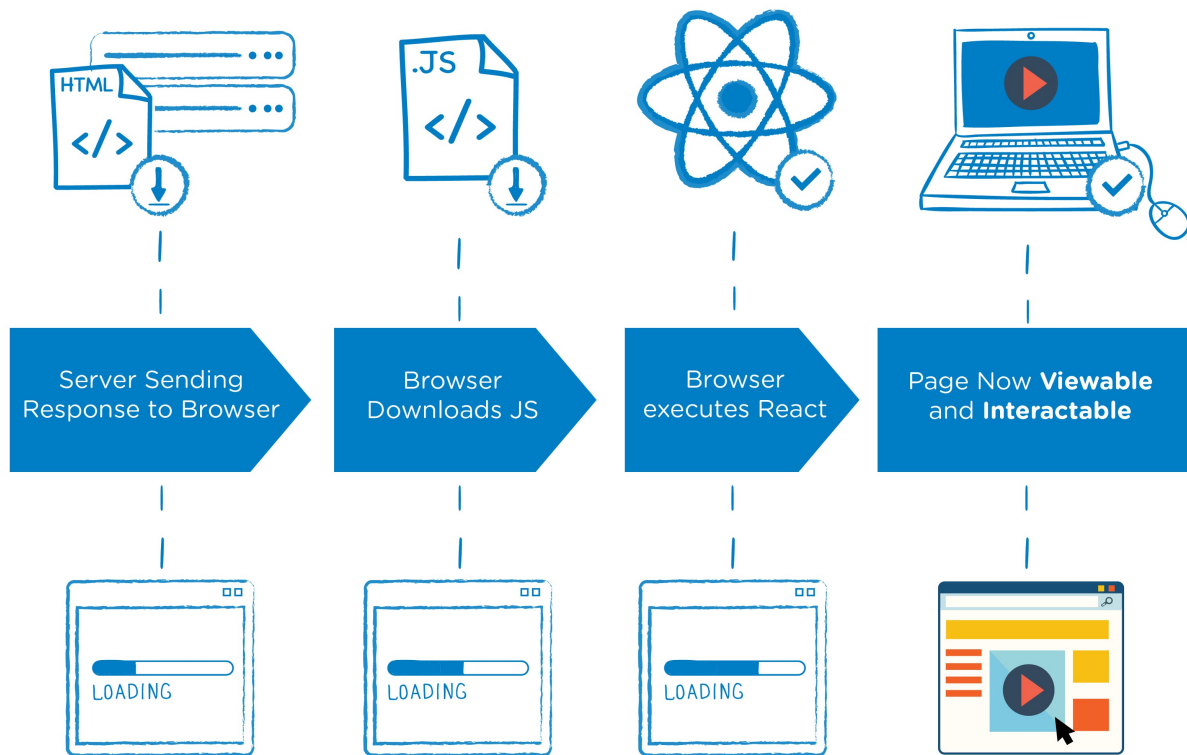 HTML
.JS
Server Sending
Response to Browser
Browser
Downloads JS
Browser
executes React
Page Now Viewable
and Interactable
LOADING
LOADING
LOADING